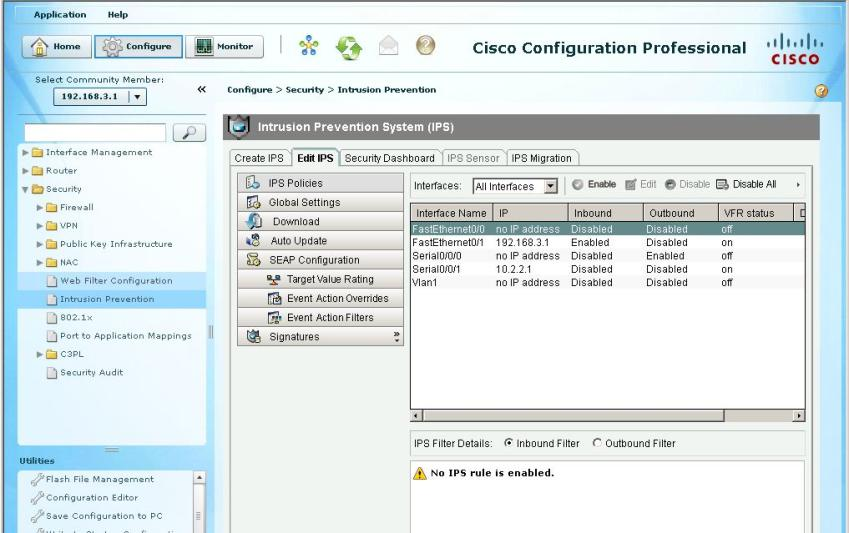 Application Help
Home Configure Monitor Cisco Configuration Professional
CISCO
Select Community Member:
192.168.3.1
Configure > Security > Intrusion Prevention
Intrusion Prevention System (IPS)
Interface Management
Router
Security
Firewall
VPN
Public Key Infrastructure
NAC
Web Filter Configuration
Intrusion Prevention
802.1x
Port to Application Mappings
C3PL
Security Audit
Utilities
Flash File Management
Configuration Editor
Save Configuration to PC
Create IPS Edit IPS Security Dashboard IPS Sensor IPS Migration
IPS Policies
Global Settings
Download
Auto Update
SEAP Configuration
Target Value Rating
Event Action Overrides
Event Action Filters
Signatures
Interfaces: All Interfaces Enable Edit Disable Disable All
Interface Name IP Inbound Outbound VFR status
FastEthernet0/0 no IP address Disabled Disabled off
FastEthernet0/1 192.168.3.1 Enabled Disabled on
Serial0/0/0 no IP address Disabled Enabled off
Serial0/0/1 10.2.2.1 Disabled Disabled on
Vlan1 no IP address Disabled Disabled off
IPS Filter Details: Inbound Filter Outbound Filter
No IPS rule is enabled.